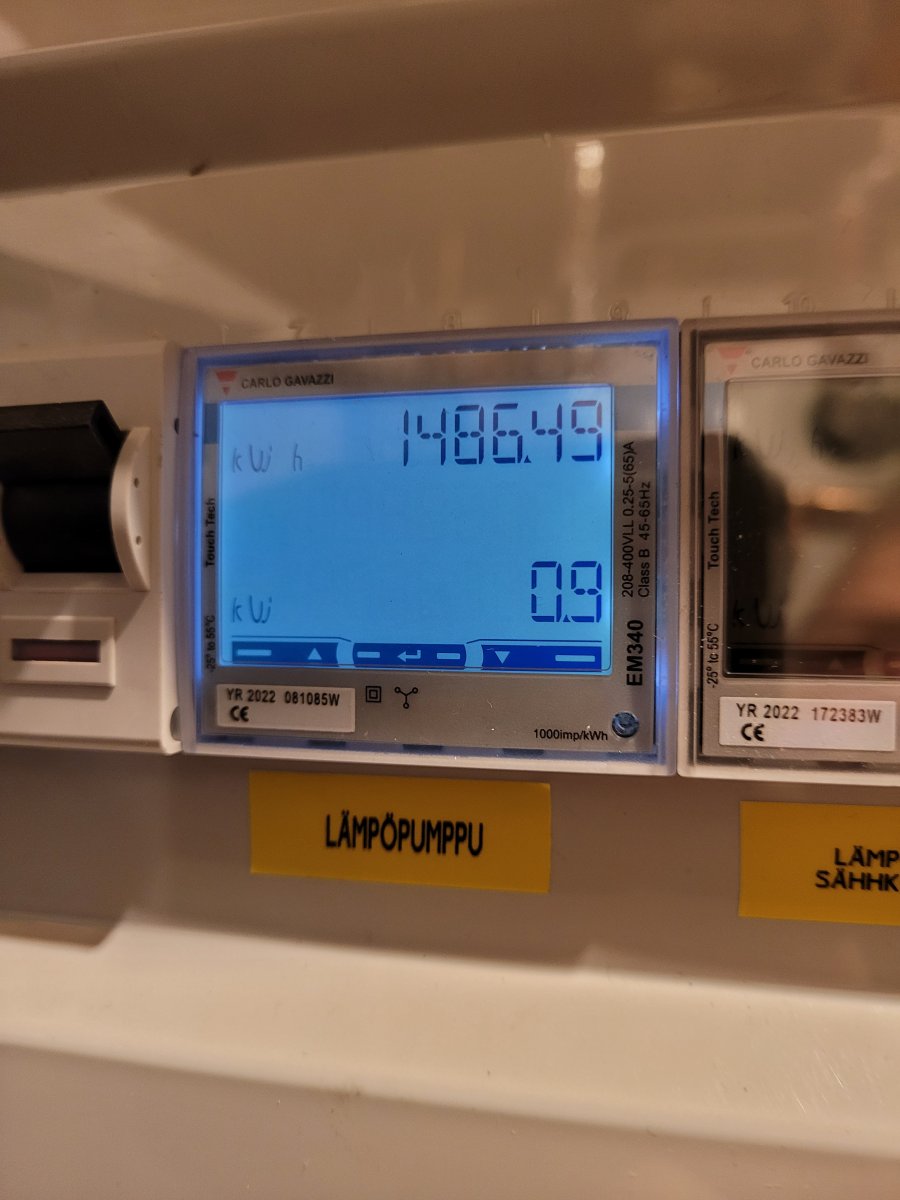 CARLO GAVAZZI
kWh 1486.49
kW 0.9
Touch Tech
-25° to 55°C
208-400VLL 0.25-5(65)A
Class B 45-65Hz
EM340
YR 2022 081085W
CE
1000imp/kWh
LÄMPÖPUMPPU
CARLO GAVAZZI
kW
Touch Tech
-25° to 55°C
YR 2022 172383W
CE
LÄMP
SÄHHK